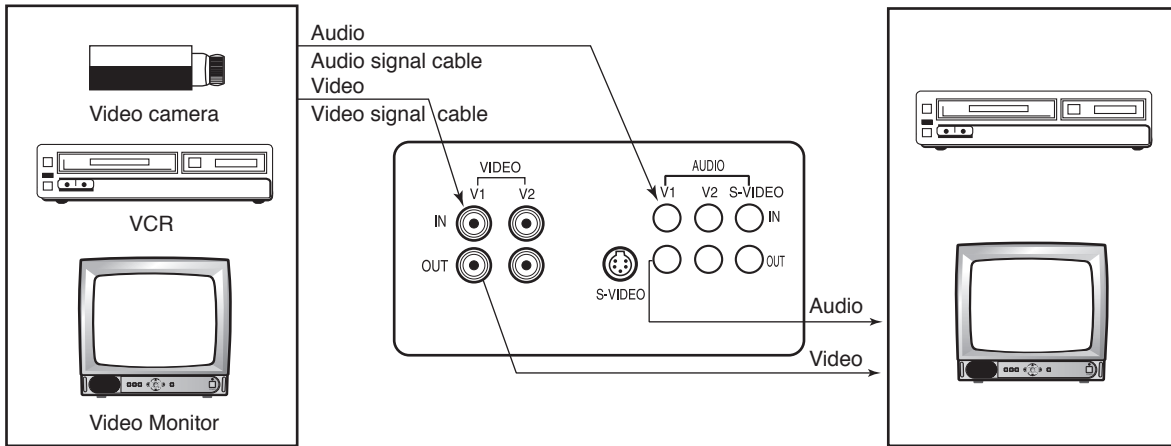 Audio
Audio signal cable
Video
Video signal cable
Video camera
VCR
Video Monitor
VIDEO
AUDIO
V1 V2
V1 V2 S-VIDEO
IN
IN
OUT
OUT
S-VIDEO
Audio
Video